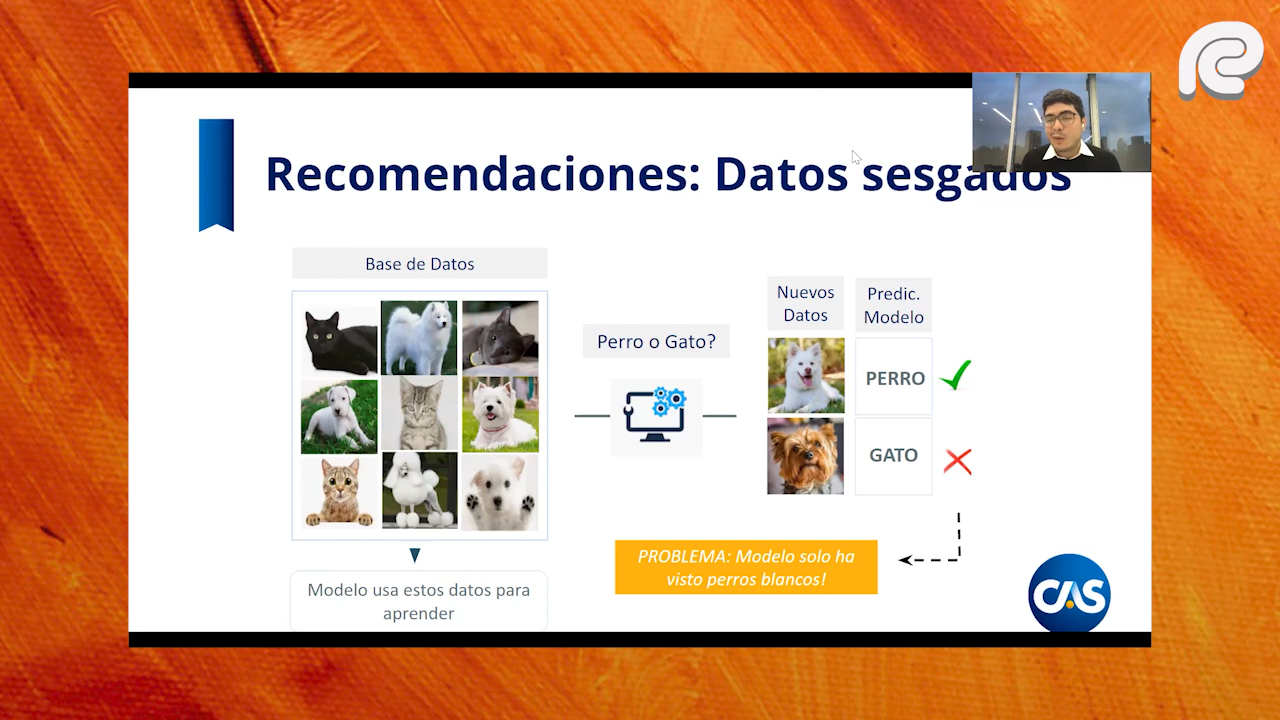 Recomendaciones: Datos sesgados
Base de Datos
Perro o Gato?
Nuevos
Datos
Predic.
Modelo
PERRO
GATO
PROBLEMA: Modelo solo ha
visto perros blancos!
Modelo usa estos datos para
aprender
CAS